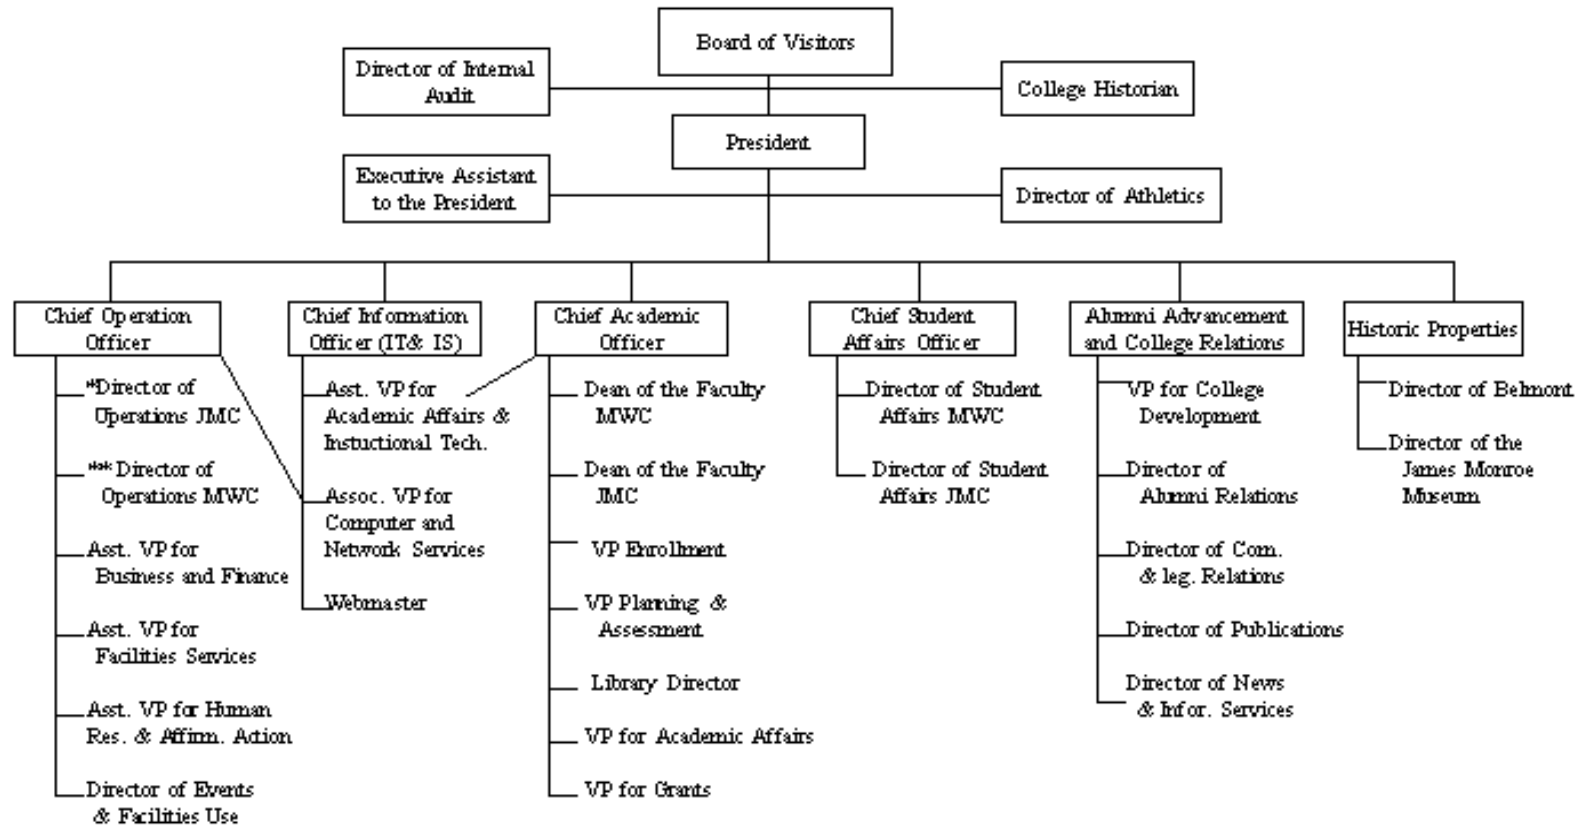 Board of Visitors
Director of Internal
Audit
College Historian
President
Executive Assistant
to the President
Director of Athletics
Chief Operation
Officer
Chief Information
Officer (IT& IS)
Chief Academic
Officer
Chief Student
Affairs Officer
Alumni Advancement
and College Relations
Historic Properties
*Director of
Operations JMC
*** Director of
Operations MWC
Asst. VP for
Business and Finance
Asst. VP for
Facilities Services
Asst. VP for Human
Res. & Affirm. Action
Director of Events
& Facilities Use
Asst. VP for
Academic Affairs &
Instuctional Tech.
Assoc. VP for
Computer and
Network Services
Webmaster
Dean of the Faculty
MWC
Dean of the Faculty
JMC
VP Enrollment
VP Planning &
Assessment
Library Director
VP for Academic Affairs
VP for Grants
Director of Student
Affairs MWC
Director of Student
Affairs JMC
VP for College
Development
Director of
Alumni Relations
Director of Com.
& leg. Relations
Director of Publications
Director of News
& Infor. Services
Director of Belmont
Director of the
James Monroe
Museum